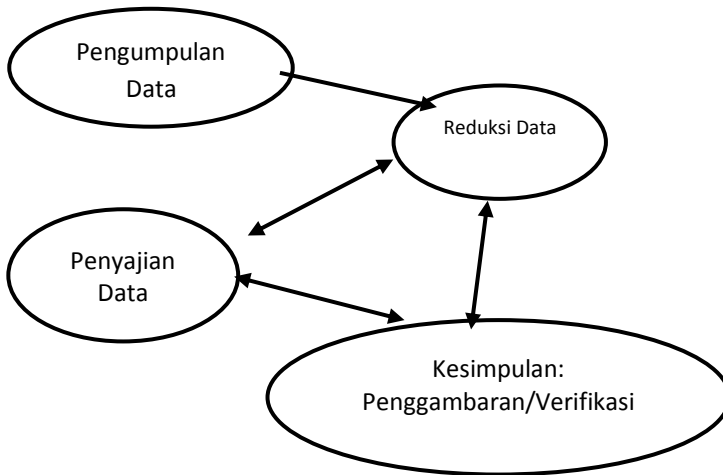 Pengumpulan
Data
Reduksi Data
Penyajian
Data
Kesimpulan:
Penggambaran/Verifikasi